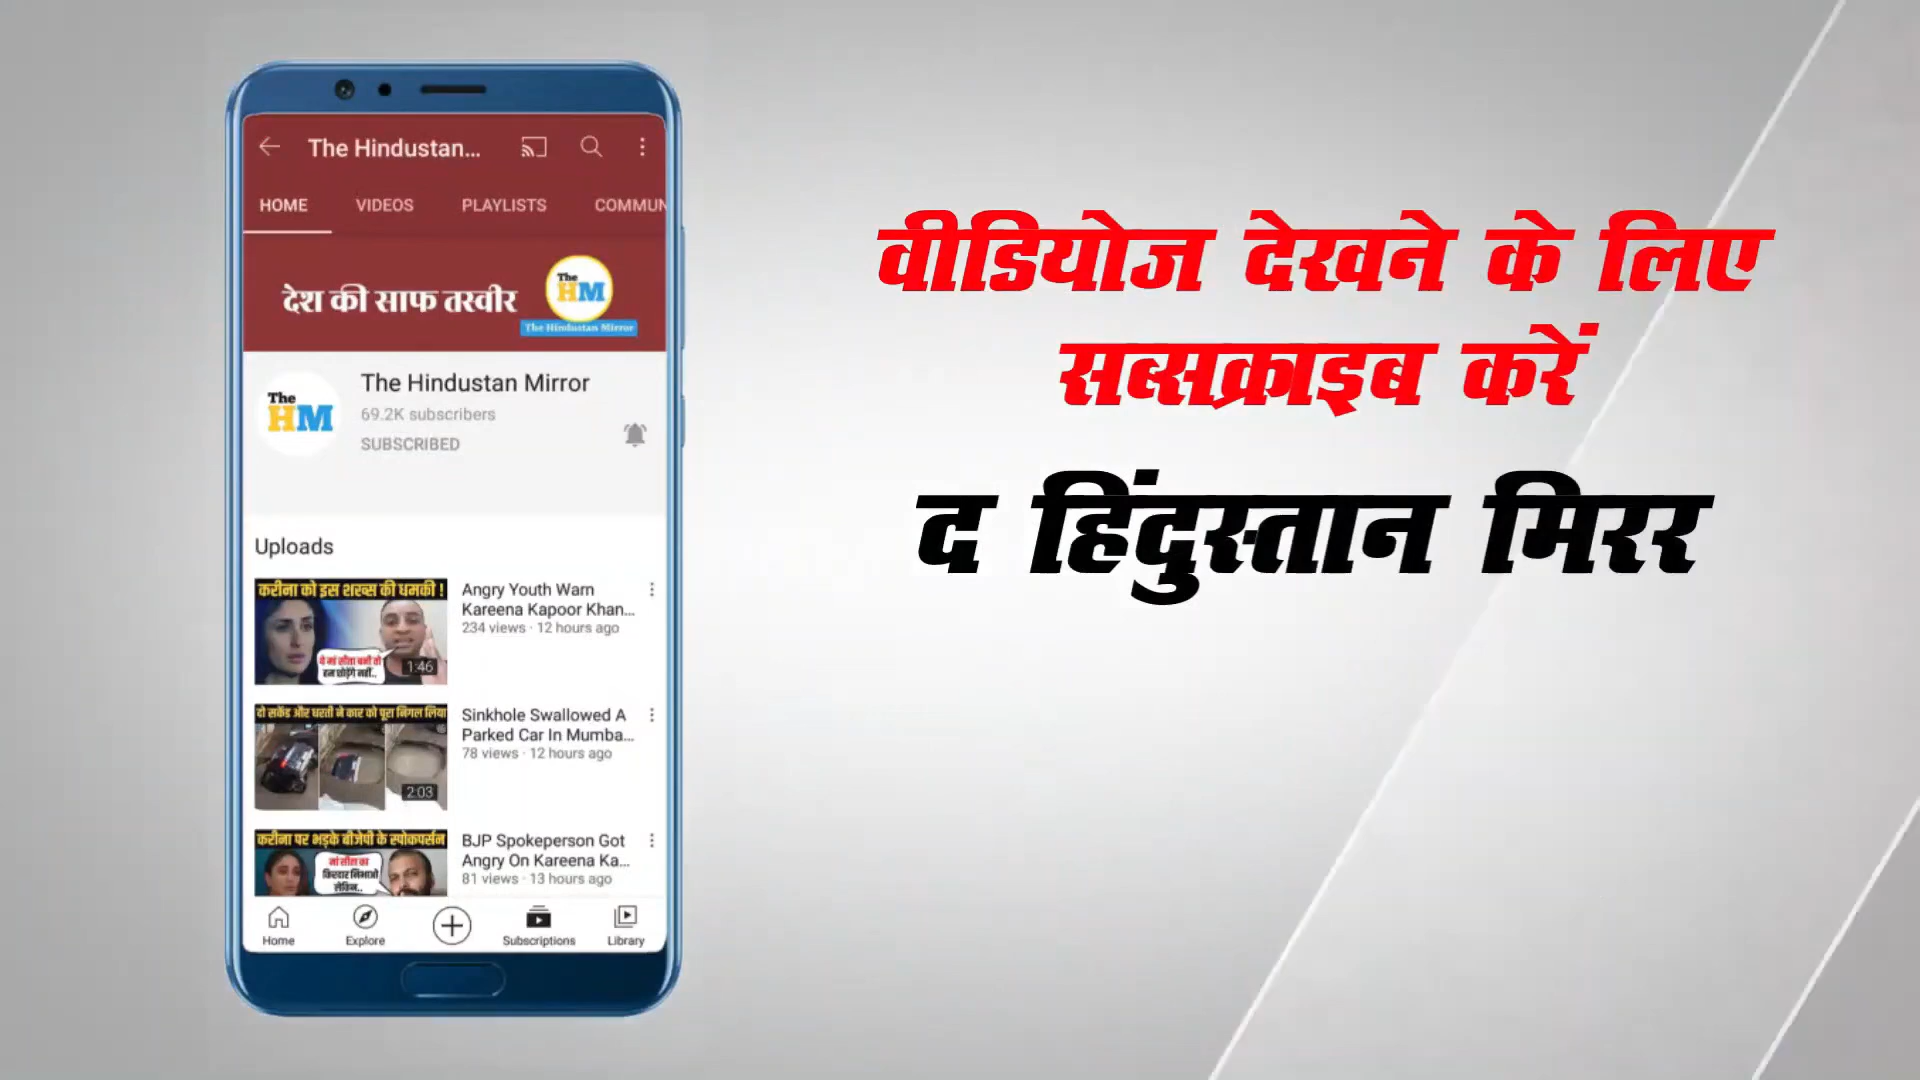 The Hindustan...
HOME VIDEOS PLAYLISTS COMMUN
देश की साफ तस्वीर
The
HM
The Hindustan Mirror
The
HM
The Hindustan Mirror
69.2K subscribers
SUBSCRIBED
Uploads
करीना को इस शख्स की धमकी !
ये मां सीता बनी तो
हम छोड़ेंगे नहीं..
1:46
Angry Youth Warn
Kareena Kapoor Khan...
234 views · 12 hours ago
दो सकेंड और धरती ने कार को पूरा निगल लिया
2:03
Sinkhole Swallowed A
Parked Car In Mumba...
78 views · 12 hours ago
करीना पर भड़के बीजेपी के स्पोकपर्सन
मां सीता का
किरदार निभाओ
लेकिन..
BJP Spokeperson Got
Angry On Kareena Ka...
81 views · 13 hours ago
Home Explore Subscriptions Library
वीडियोज देखने के लिए
सब्सक्राइब करें
द हिंदुस्तान मिरर